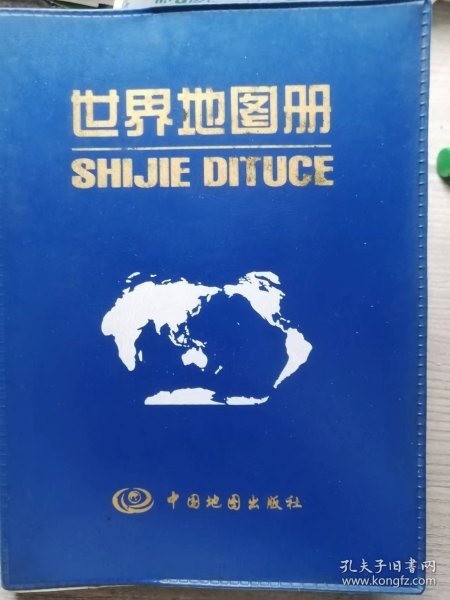 世界地图册
SHIJIE DITUCE
中国地图出版社
孔夫子旧书网
www.kongfz.com